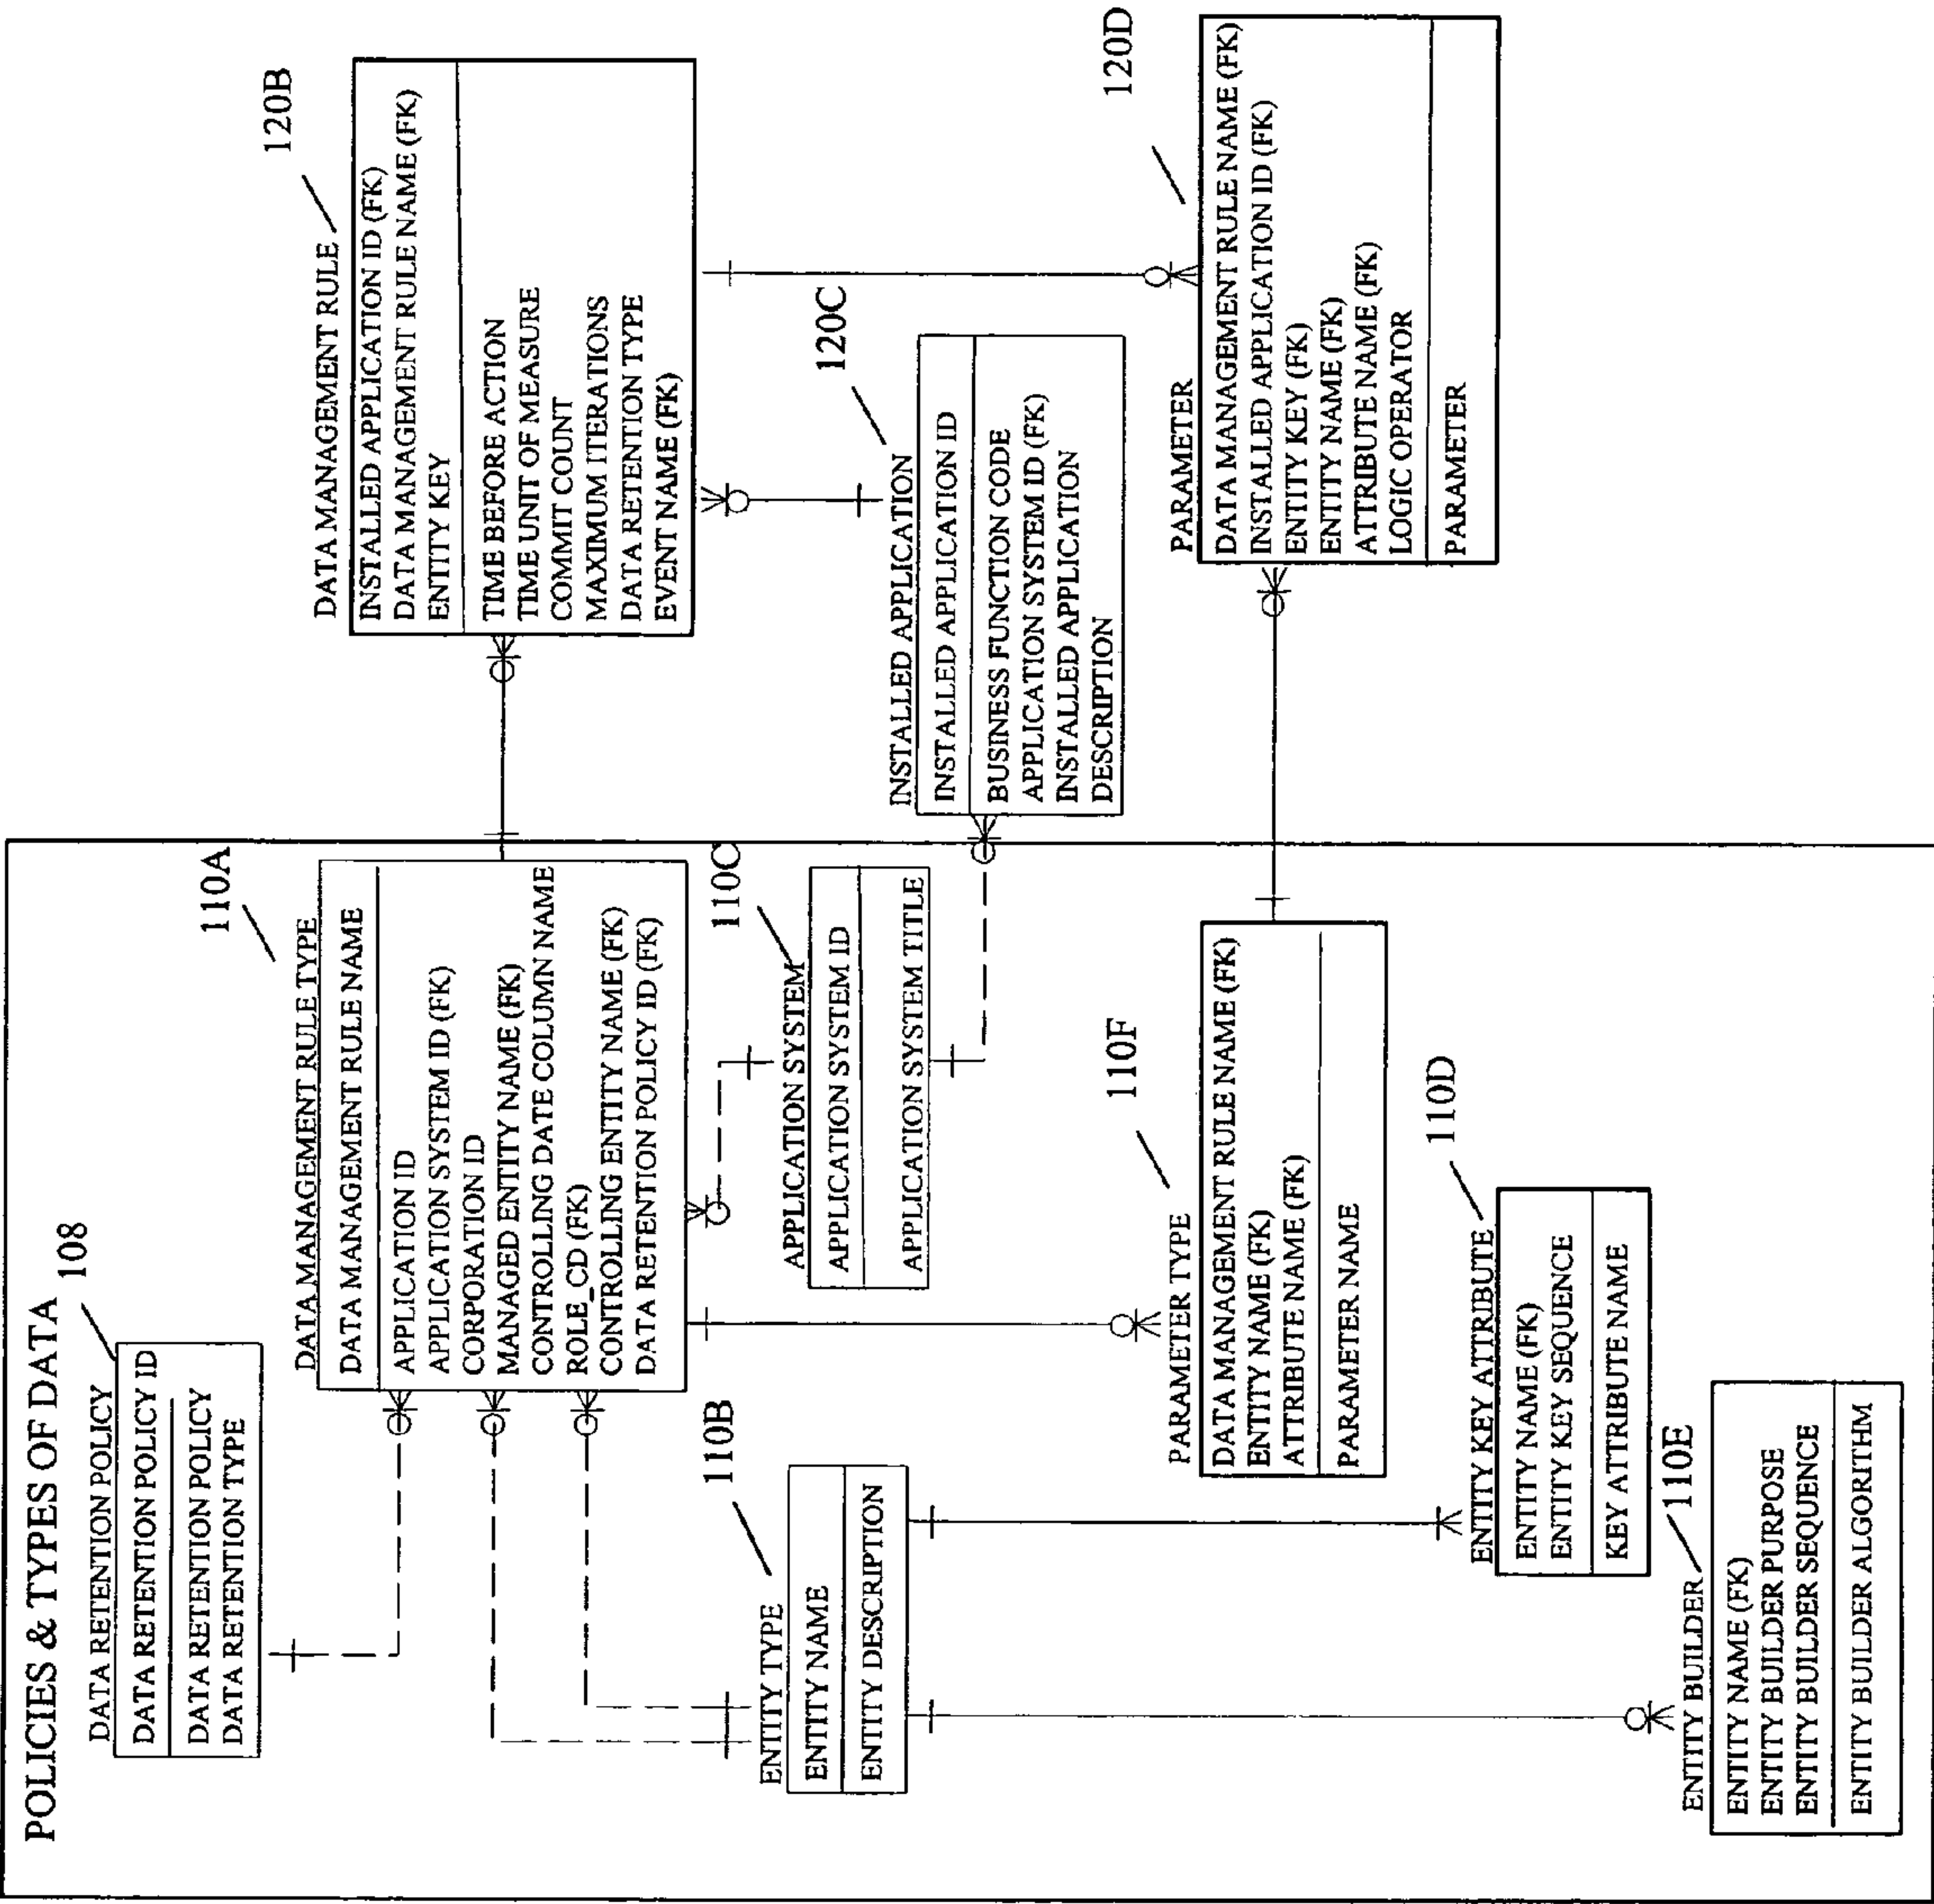 POLICIES & TYPES OF DATA
DATA RETENTION POLICY
108
DATA RETENTION POLICY ID
DATA RETENTION POLICY
DATA RETENTION TYPE
DATA MANAGEMENT RULE TYPE
110A
DATA MANAGEMENT RULE NAME
APPLICATION ID
APPLICATION SYSTEM ID (FK)
CORPORATION ID
MANAGED ENTITY NAME (FK)
CONTROLLING DATE COLUMN NAME
ROLE_CD (FK)
CONTROLLING ENTITY NAME (FK)
DATA RETENTION POLICY ID (FK)
DATA MANAGEMENT RULE
120B
INSTALLED APPLICATION ID (FK)
DATA MANAGEMENT RULE NAME (FK)
ENTITY KEY
TIME BEFORE ACTION
TIME UNIT OF MEASURE
COMMIT COUNT
MAXIMUM ITERATIONS
DATA RETENTION TYPE
EVENT NAME (FK)
ENTITY TYPE
110B
ENTITY NAME
ENTITY DESCRIPTION
APPLICATION SYSTEM
110C
APPLICATION SYSTEM ID
APPLICATION SYSTEM TITLE
INSTALLED APPLICATION
120C
INSTALLED APPLICATION ID
BUSINESS FUNCTION CODE
APPLICATION SYSTEM ID (FK)
INSTALLED APPLICATION
DESCRIPTION
PARAMETER TYPE
110F
DATA MANAGEMENT RULE NAME (FK)
ENTITY NAME (FK)
ATTRIBUTE NAME (FK)
PARAMETER NAME
PARAMETER
120D
DATA MANAGEMENT RULE NAME (FK)
INSTALLED APPLICATION ID (FK)
ENTITY KEY (FK)
ENTITY NAME (FK)
ATTRIBUTE NAME (FK)
LOGIC OPERATOR
PARAMETER
ENTITY KEY ATTRIBUTE
110D
ENTITY NAME (FK)
ENTITY KEY SEQUENCE
KEY ATTRIBUTE NAME
ENTITY BUILDER
110E
ENTITY NAME (FK)
ENTITY BUILDER PURPOSE
ENTITY BUILDER SEQUENCE
ENTITY BUILDER ALGORITHM